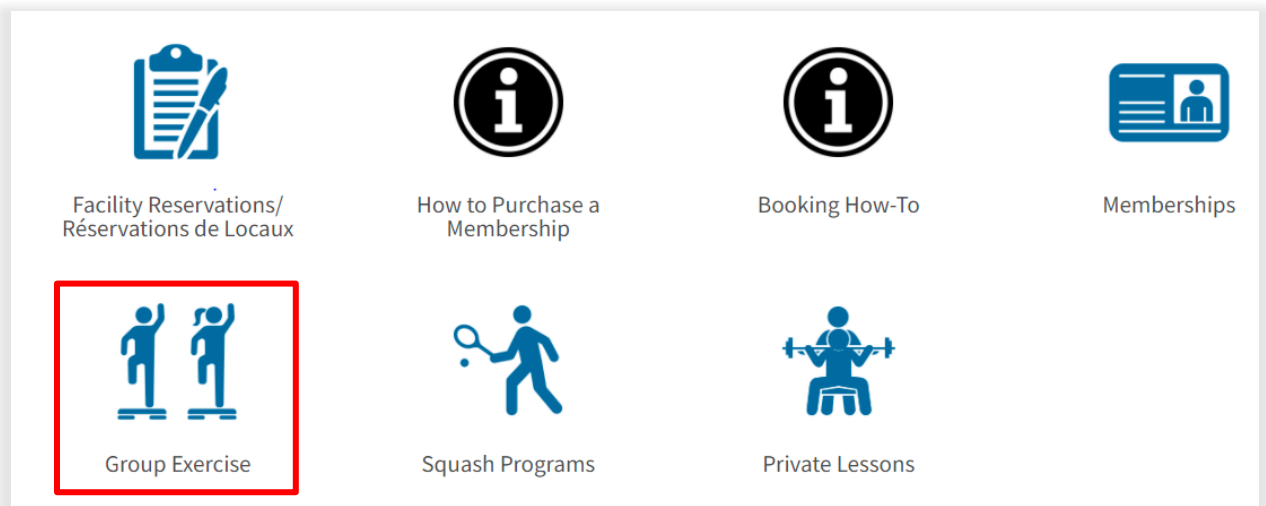 Facility Reservations/
Réservations de Locaux
How to Purchase a
Membership
Booking How-To
Memberships
Group Exercise
Squash Programs
Private Lessons